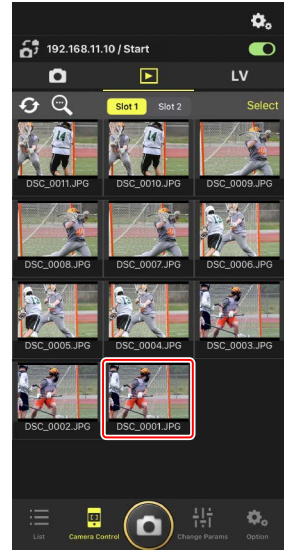 192.168.11.10 / Start
LV
Slot 1 Slot 2 Select
DSC_0011.JPG DSC_0010.JPG DSC_0009.JPG
DSC_0008.JPG DSC_0007.JPG DSC_0006.JPG
DSC_0005.JPG DSC_0004.JPG DSC_0003.JPG
DSC_0002.JPG DSC_0001.JPG
List Camera Control Change Params Option